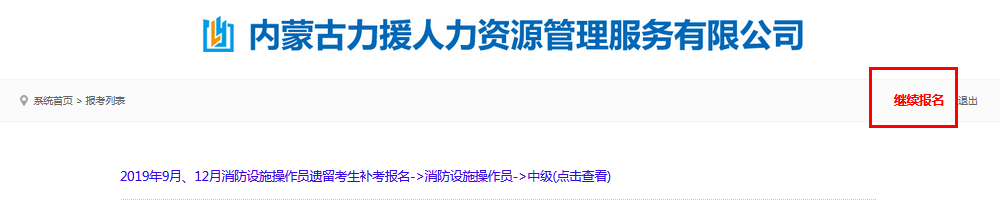 内蒙古力援人力资源管理服务有限公司
系统首页 > 报考列表 继续报名 退出
2019年9月、12月消防设施操作员遗留考生补考报名->消防设施操作员->中级(点击查看)